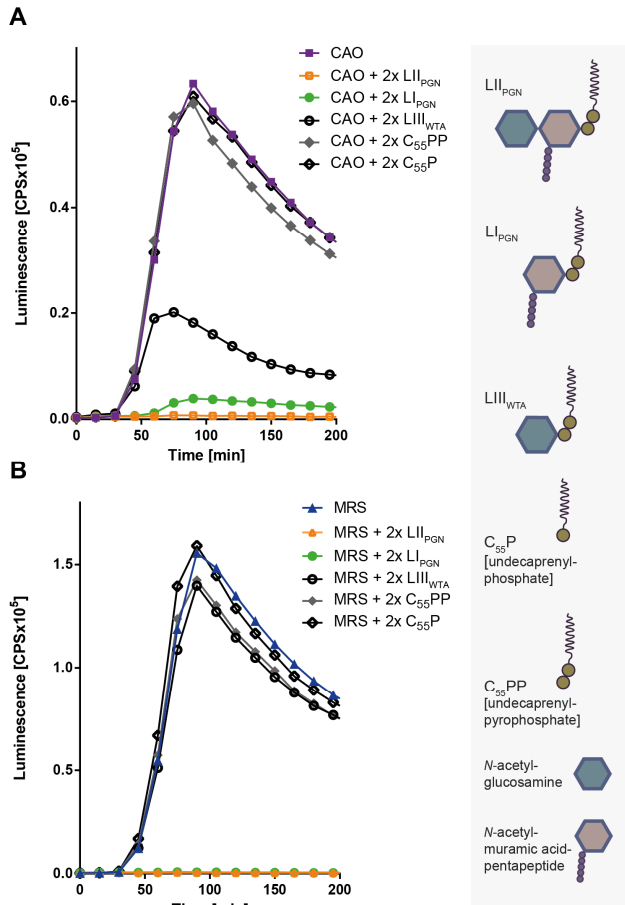 A
Luminescence [CPSx10⁵]
0.6
0.4
0.2
0.0
0
50
100
150
200
Time [min]
CAO
CAO + 2x LII_PGN
CAO + 2x LI_PGN
CAO + 2x LIII_WTA
CAO + 2x C₅₅PP
CAO + 2x C₅₅P
B
Luminescence [CPSx10⁵]
1.5
1.0
0.5
0.0
0
50
100
150
200
MRS
MRS + 2x LII_PGN
MRS + 2x LI_PGN
MRS + 2x LIII_WTA
MRS + 2x C₅₅PP
MRS + 2x C₅₅P
LII_PGN
LI_PGN
LIII_WTA
C₅₅P
[undecaprenyl-
phosphate]
C₅₅PP
[undecaprenyl-
pyrophosphate]
N-acetyl-
glucosamine
N-acetyl-
muramic acid-
pentapeptide